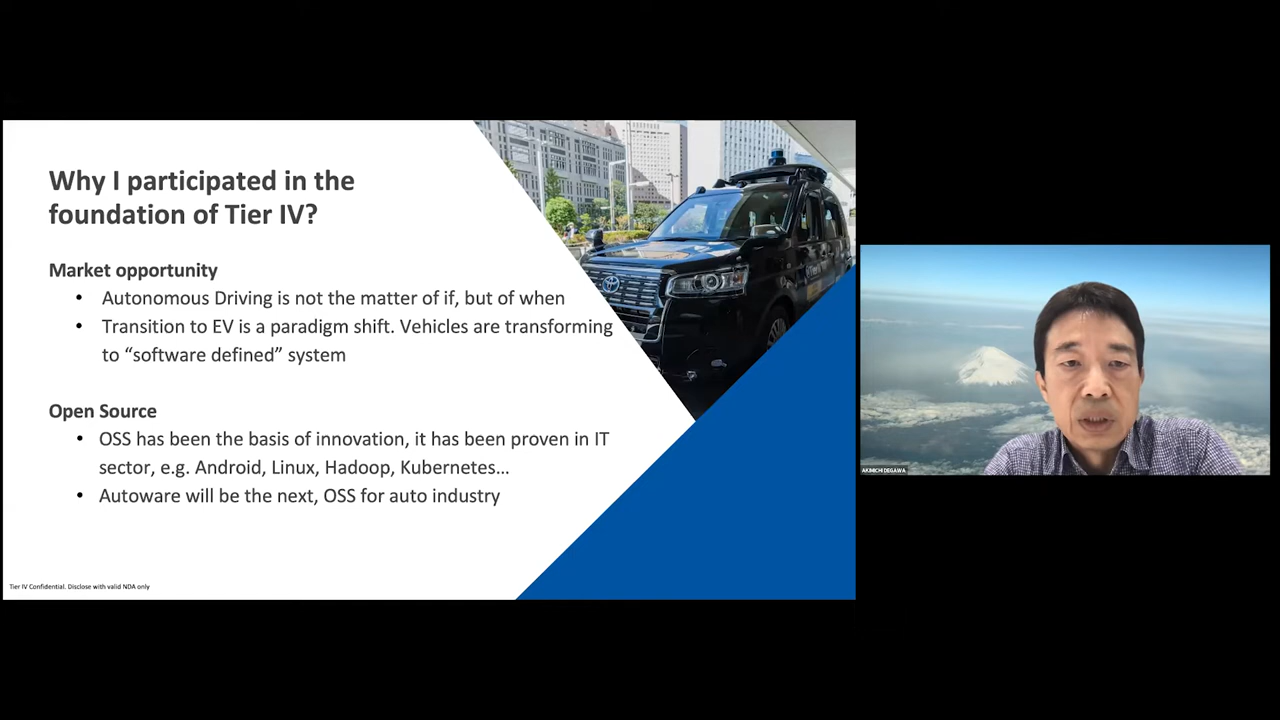 Why I participated in the
foundation of Tier IV?
Market opportunity
• Autonomous Driving is not the matter of if, but of when
• Transition to EV is a paradigm shift. Vehicles are transforming
to “software defined” system
Open Source
• OSS has been the basis of innovation, it has been proven in IT
sector, e.g. Android, Linux, Hadoop, Kubernetes...
• Autoware will be the next, OSS for auto industry
Tier IV Confidential. Disclose with valid NDA only
AKIMICHI DEGAWA